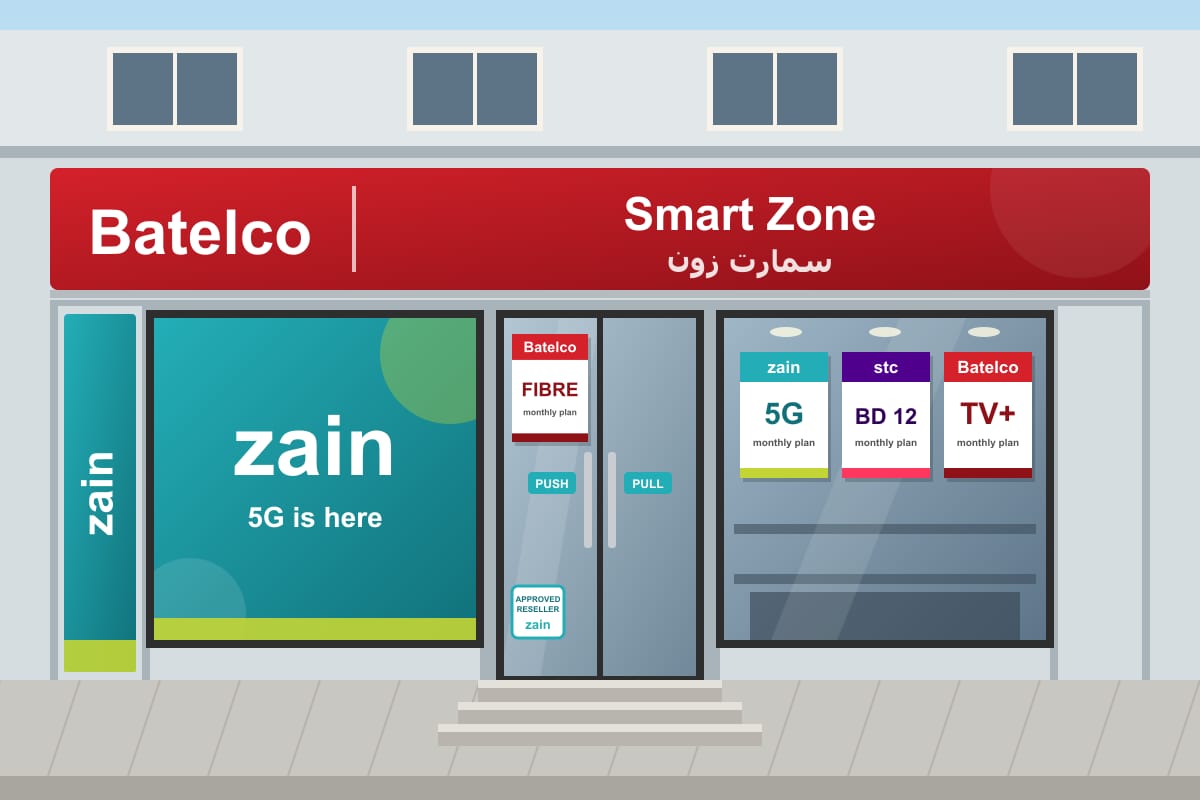 Batelco
Smart Zone
سمارت زون
zain
zain
5G is here
Batelco
FIBRE
monthly plan
PUSH
PULL
APPROVED
RESELLER
zain
zain
5G
monthly plan
stc
BD 12
monthly plan
Batelco
TV+
monthly plan